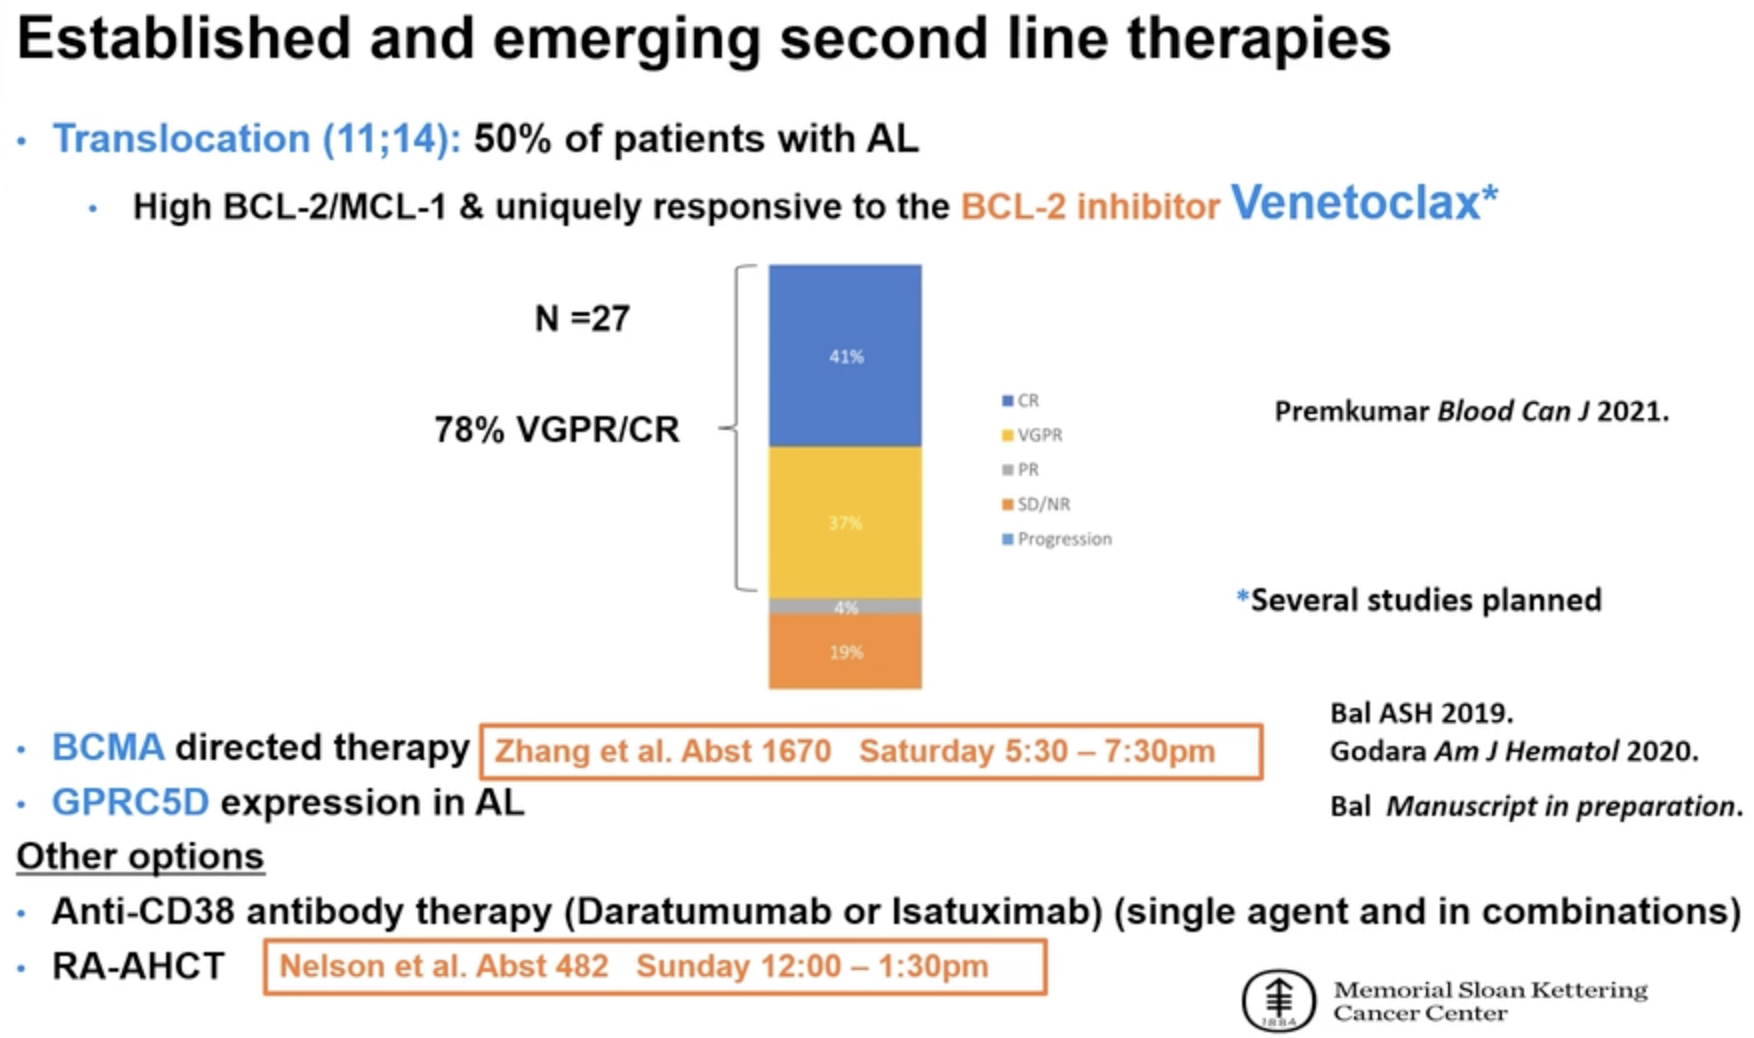 Established and emerging second line therapies
• Translocation (11;14): 50% of patients with AL
• High BCL-2/MCL-1 & uniquely responsive to the BCL-2 inhibitor Venetoclax*
N =27
78% VGPR/CR
41%
37%
4%
19%
CR
VGPR
PR
SD/NR
Progression
Premkumar Blood Can J 2021.
*Several studies planned
• BCMA directed therapy Zhang et al. Abst 1670 Saturday 5:30 – 7:30pm
Bal ASH 2019.
Godara Am J Hematol 2020.
• GPRC5D expression in AL
Bal Manuscript in preparation.
Other options
• Anti-CD38 antibody therapy (Daratumumab or Isatuximab) (single agent and in combinations)
• RA-AHCT Nelson et al. Abst 482 Sunday 12:00 – 1:30pm
1884
Memorial Sloan Kettering
Cancer Center